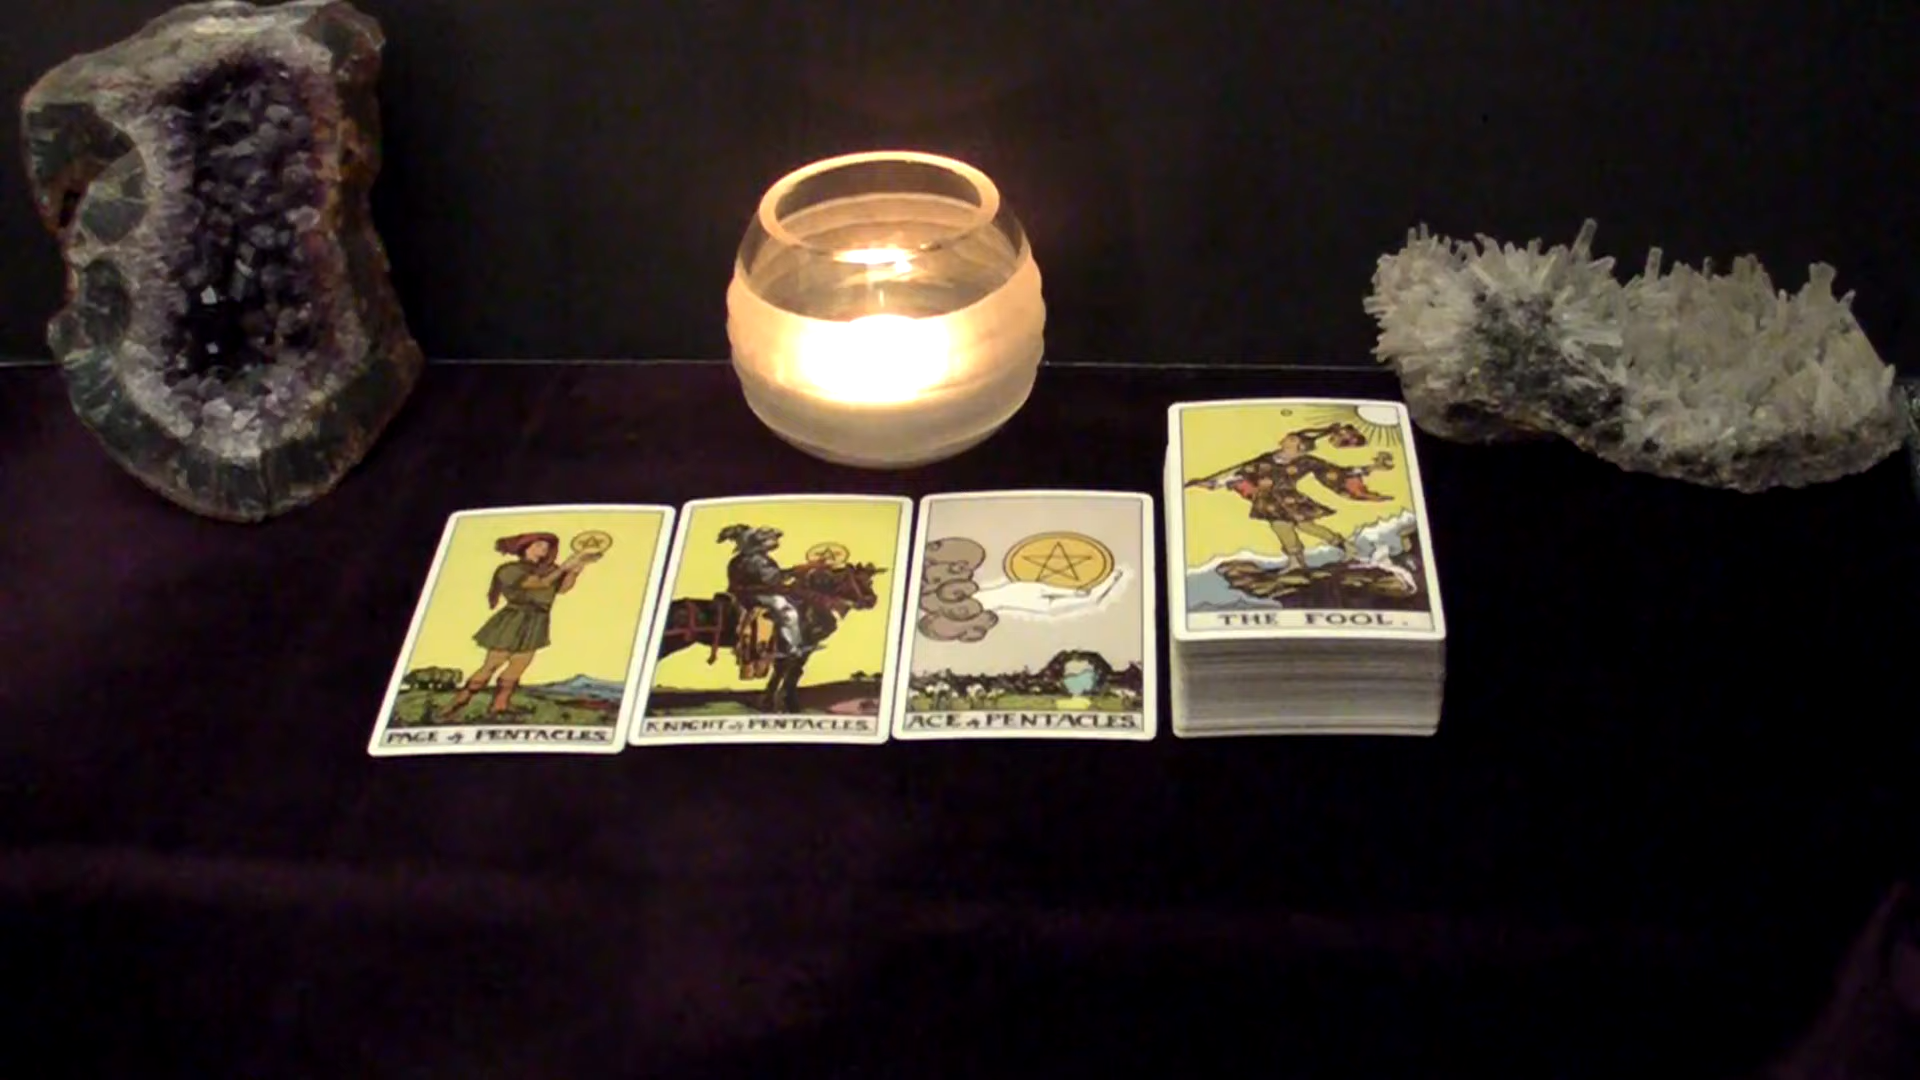 PAGE of PENTACLES.
KNIGHT of PENTACLES.
ACE of PENTACLES.
THE FOOL.